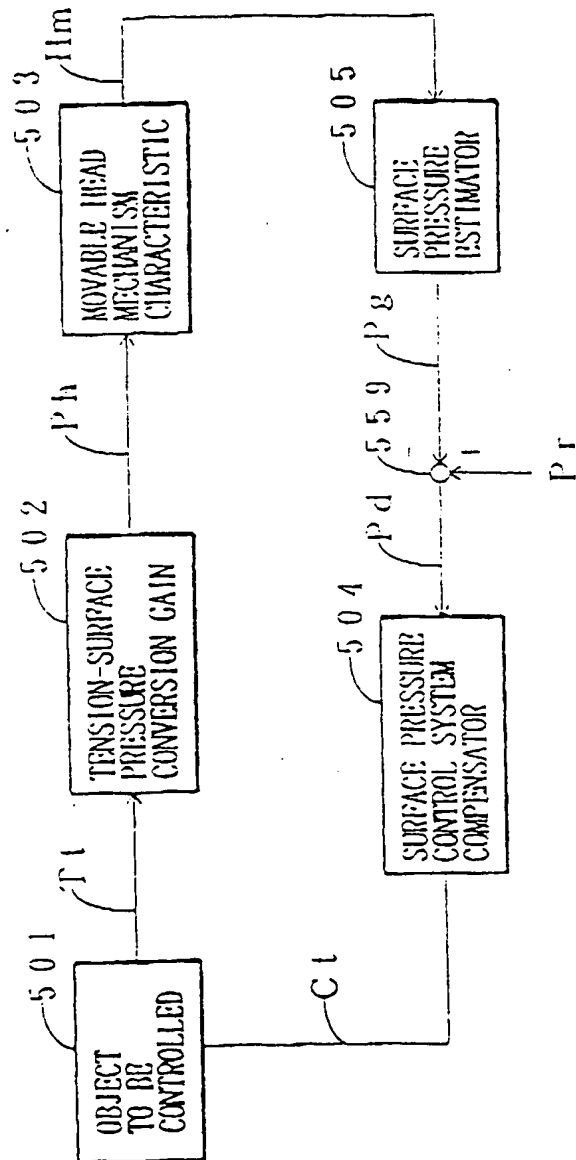 501
OBJECT
TO BE
CONTROLLED
Tt
502
TENSION-SURFACE
PRESSURE
CONVERSION GAIN
Ph
503
MOVABLE HEAD
MECHANISM
CHARACTERISTIC
Hm
505
SURFACE
PRESSURE
ESTIMATOR
Pg
559
Pr
Pd
504
SURFACE PRESSURE
CONTROL SYSTEM
COMPENSATOR
Ct